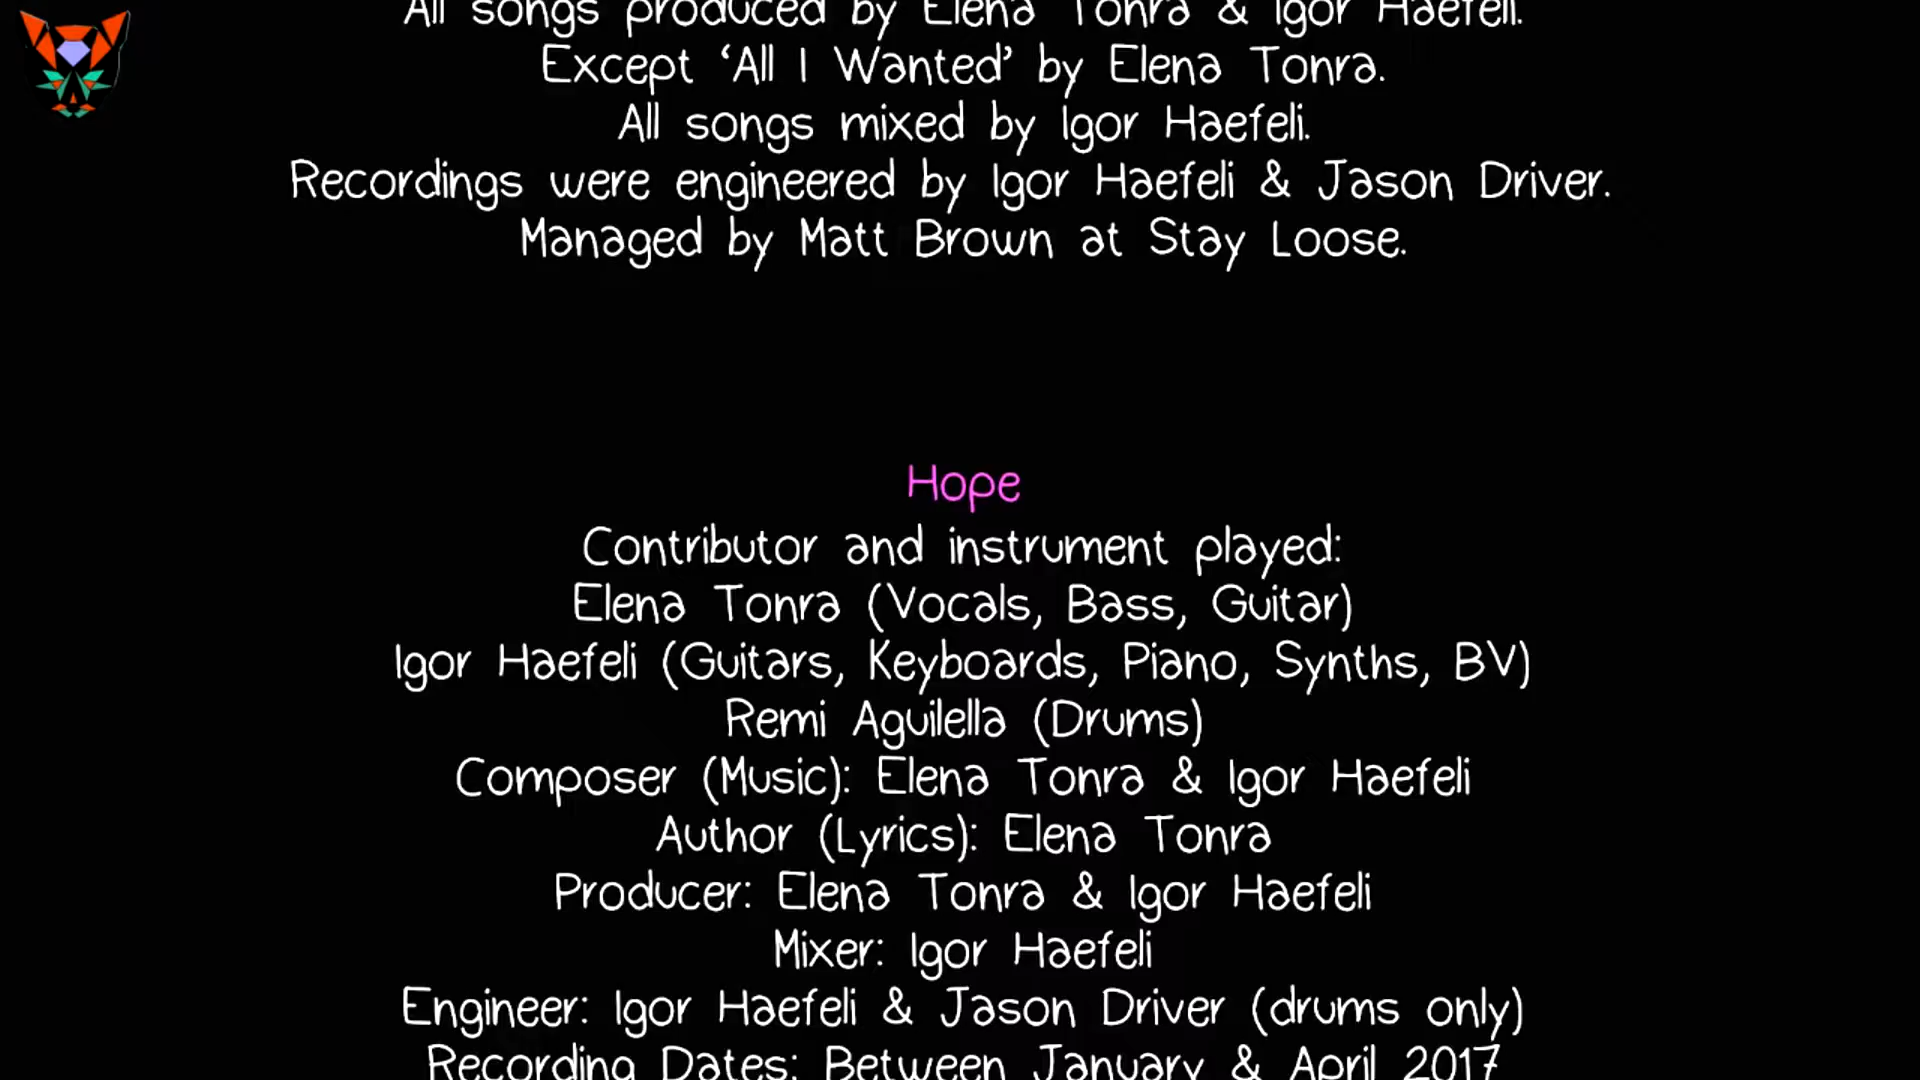 All songs produced by Elena Tonra & Igor Haefeli.
Except ‘All I Wanted’ by Elena Tonra.
All songs mixed by Igor Haefeli.
Recordings were engineered by Igor Haefeli & Jason Driver.
Managed by Matt Brown at Stay Loose.
Hope
Contributor and instrument played:
Elena Tonra (Vocals, Bass, Guitar)
Igor Haefeli (Guitars, Keyboards, Piano, Synths, BV)
Remi Aguilella (Drums)
Composer (Music): Elena Tonra & Igor Haefeli
Author (Lyrics): Elena Tonra
Producer: Elena Tonra & Igor Haefeli
Mixer: Igor Haefeli
Engineer: Igor Haefeli & Jason Driver (drums only)
Recording Dates: Between January & April 2017